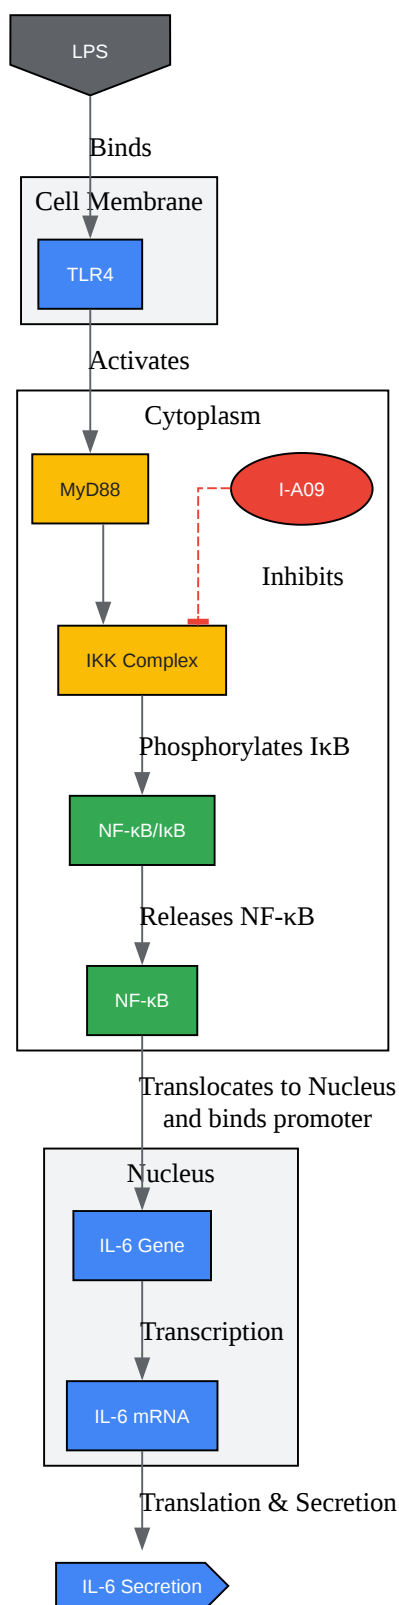 LPS
Binds
Cell Membrane
TLR4
Activates
Cytoplasm
MyD88
I-A09
Inhibits
IKK Complex
Phosphorylates IκB
NF-κB/IκB
Releases NF-κB
NF-κB
Translocates to Nucleus
and binds promoter
Nucleus
IL-6 Gene
Transcription
IL-6 mRNA
Translation & Secretion
IL-6 Secretion